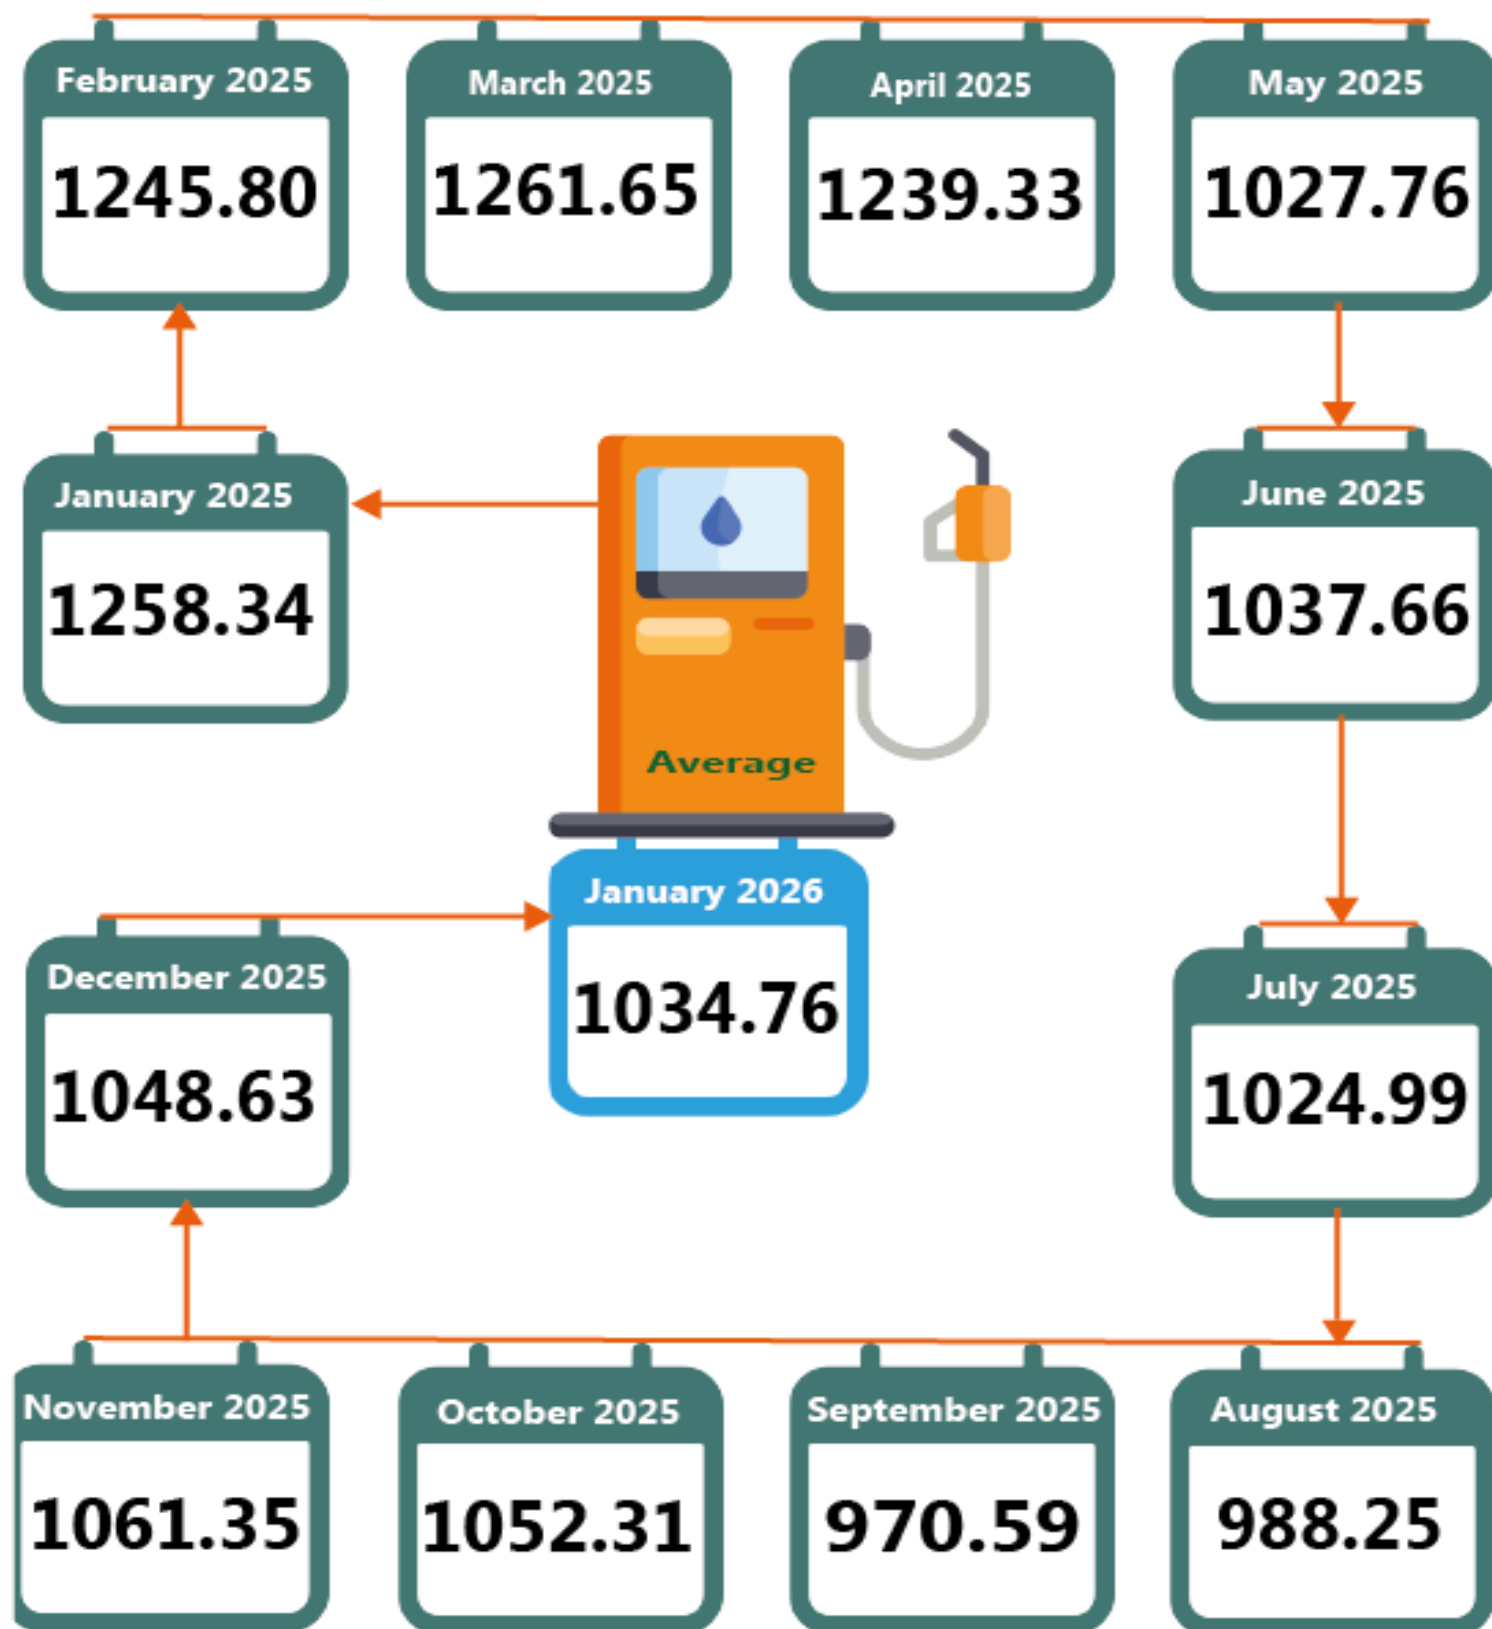 February 2025
1245.80
March 2025
1261.65
April 2025
1239.33
May 2025
1027.76
January 2025
1258.34
Average
June 2025
1037.66
January 2026
1034.76
December 2025
1048.63
July 2025
1024.99
November 2025
1061.35
October 2025
1052.31
September 2025
970.59
August 2025
988.25